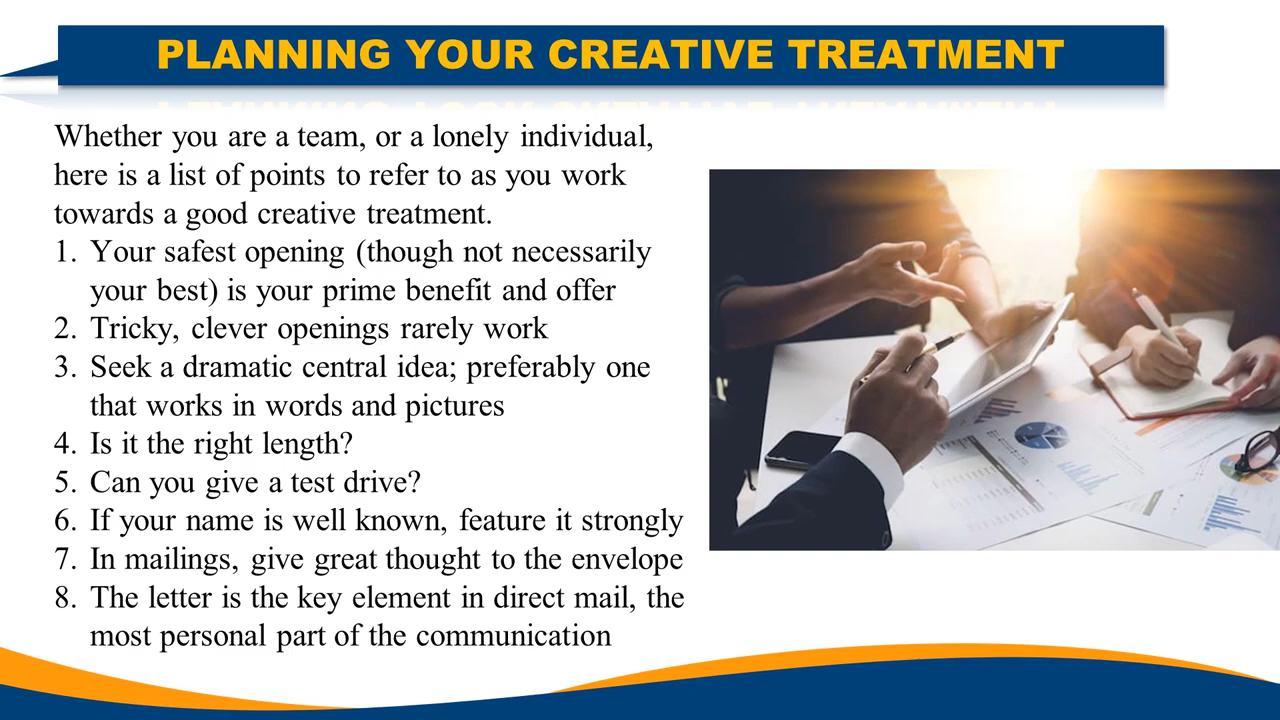 PLANNING YOUR CREATIVE TREATMENT
Whether you are a team, or a lonely individual,
here is a list of points to refer to as you work
towards a good creative treatment.
1. Your safest opening (though not necessarily
your best) is your prime benefit and offer
2. Tricky, clever openings rarely work
3. Seek a dramatic central idea; preferably one
that works in words and pictures
4. Is it the right length?
5. Can you give a test drive?
6. If your name is well known, feature it strongly
7. In mailings, give great thought to the envelope
8. The letter is the key element in direct mail, the
most personal part of the communication